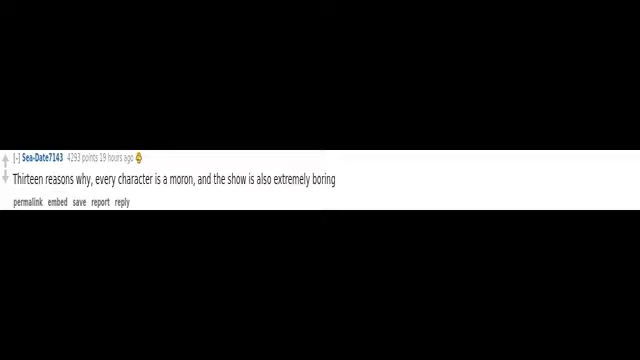 [-] Sea-Date7143 4293 points 19 hours ago
Thirteen reasons why, every character is a moron, and the show is also extremely boring
permalink embed save report reply